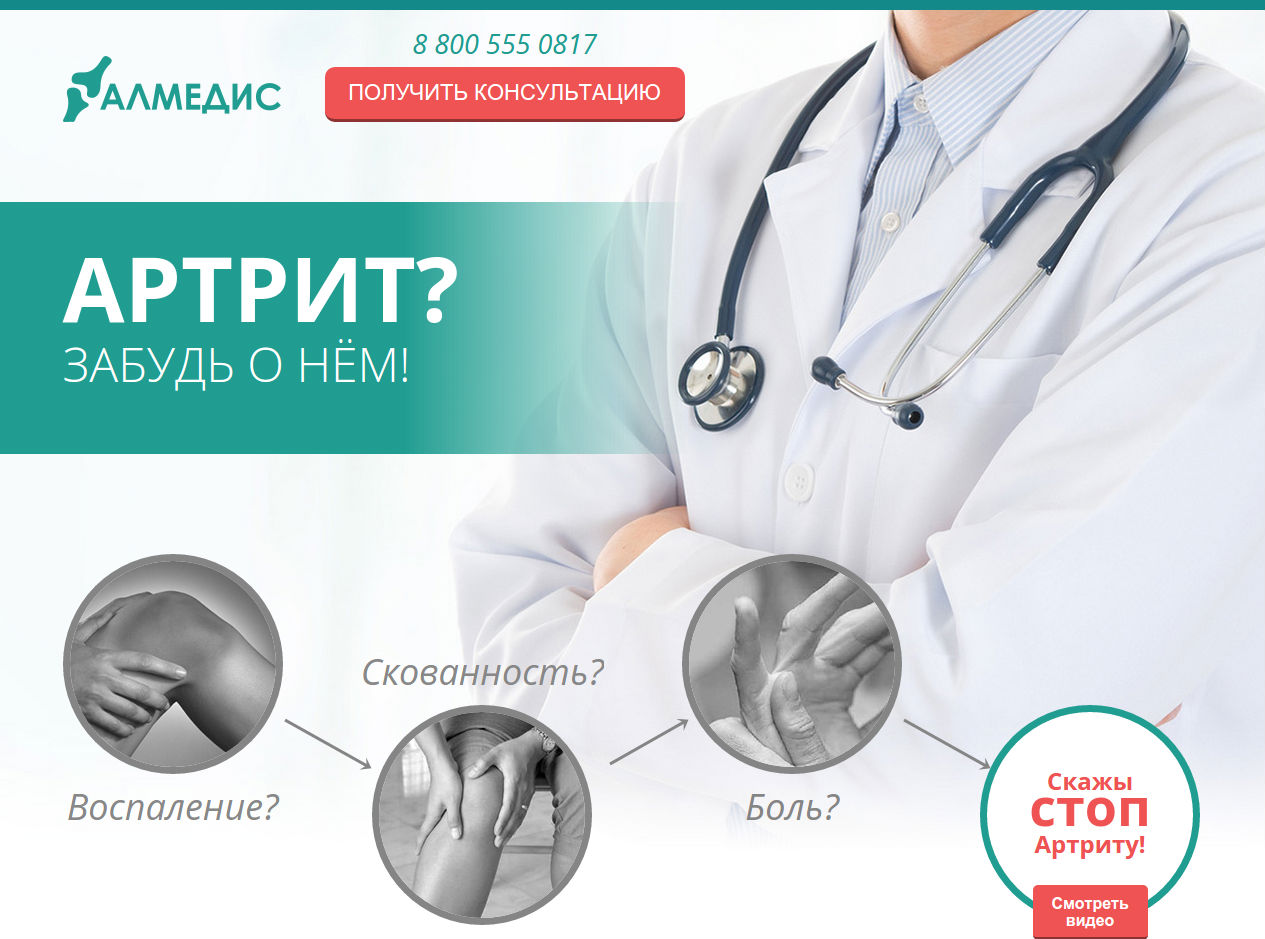 8 800 555 0817
АЛМЕДИС
ПОЛУЧИТЬ КОНСУЛЬТАЦИЮ
АРТРИТ?
ЗАБУДЬ О НЁМ!
Скованность?
Воспаление?
Боль?
Скажы
СТОП
Артриту!
Смотреть
видео